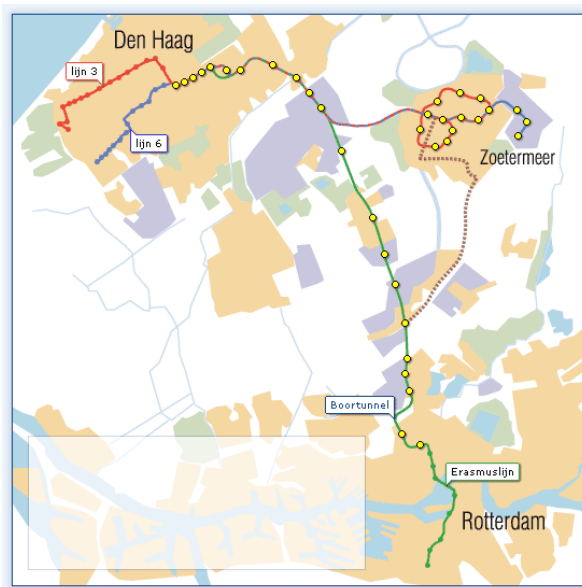 Den Haag
lijn 3
lijn 6
Zoetermeer
Boortunnel
Erasmuslijn
Rotterdam